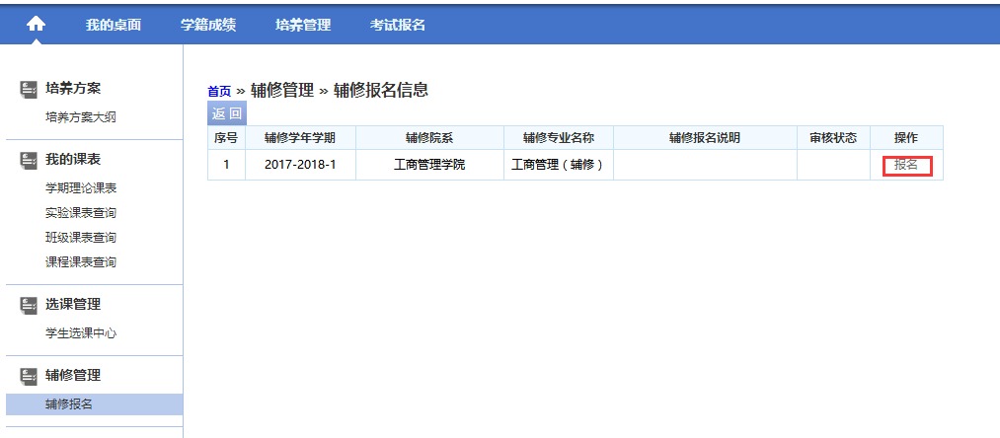 我的桌面 学籍成绩 培养管理 考试报名
培养方案
培养方案大纲
我的课表
学期理论课表
实验课表查询
班级课表查询
课程课表查询
选课管理
学生选课中心
辅修管理
辅修报名
首页 » 辅修管理 » 辅修报名信息
返回
序号 辅修学年学期 辅修院系 辅修专业名称 辅修报名说明 审核状态 操作
1 2017-2018-1 工商管理学院 工商管理（辅修） 报名